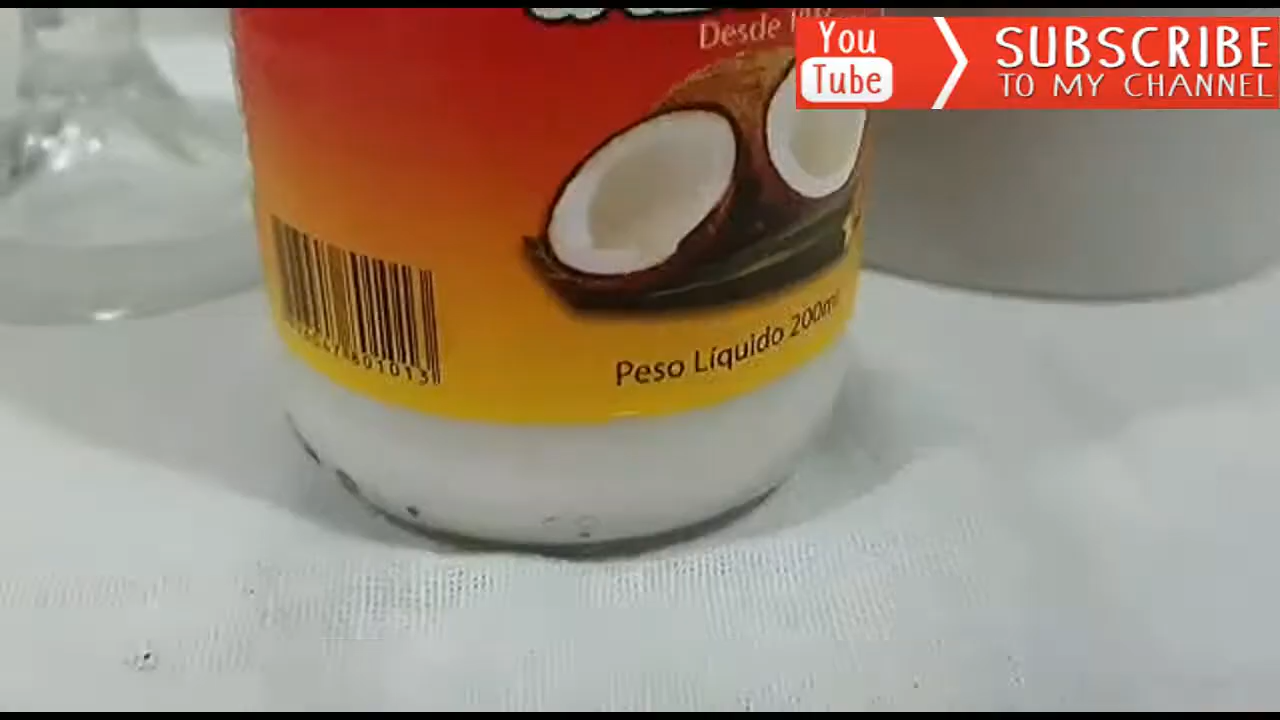 Desde
You
Tube
SUBSCRIBE
TO MY CHANNEL
Peso Líquido 200ml